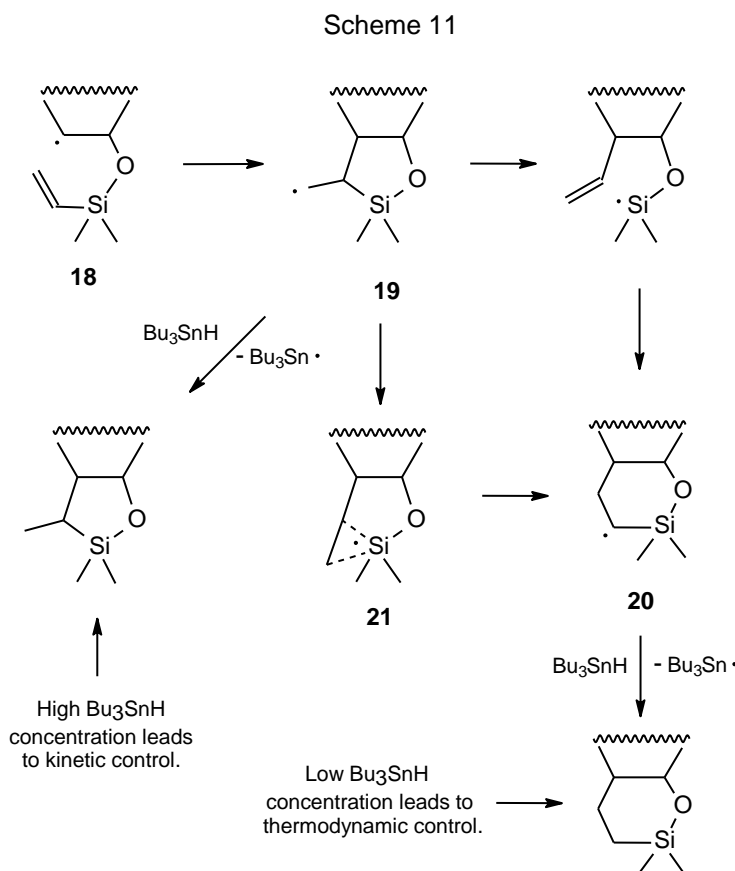 Scheme 11
O
Si
18
O
Si
19
O
Si
Bu₃SnH
- Bu₃Sn ·
O
Si
O
Si
21
O
Si
20
Bu₃SnH
- Bu₃Sn ·
High Bu₃SnH
concentration leads
to kinetic control.
Low Bu₃SnH
concentration leads to
thermodynamic control.
O
Si